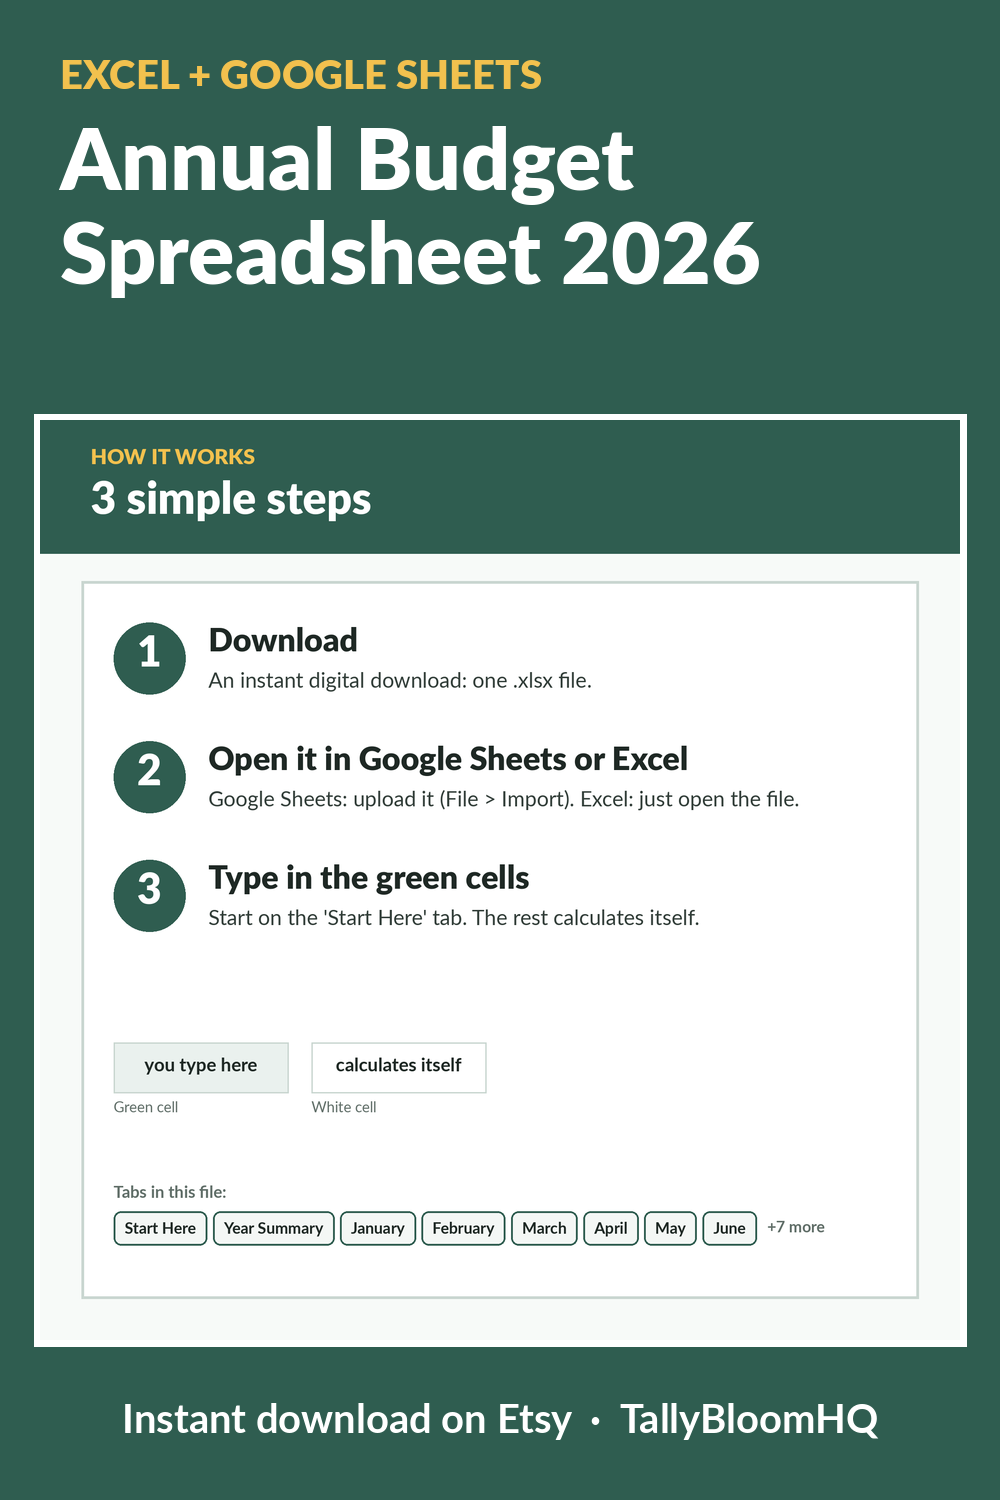 EXCEL + GOOGLE SHEETS
Annual Budget
Spreadsheet 2026
HOW IT WORKS
3 simple steps
1
Download
An instant digital download: one .xlsx file.
2
Open it in Google Sheets or Excel
Google Sheets: upload it (File > Import). Excel: just open the file.
3
Type in the green cells
Start on the 'Start Here' tab. The rest calculates itself.
you type here calculates itself
Green cell White cell
Tabs in this file:
Start Here Year Summary January February March April May June +7 more
Instant download on Etsy · TallyBloomHQ